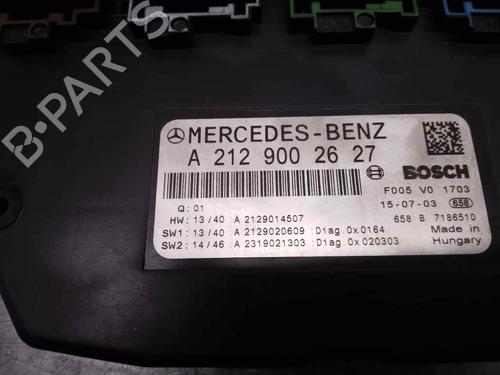 MERCEDES-BENZ
A 212 900 26 27
BOSCH
F005 V0 1703
Q: 01
15-07-03 658
HW: 13/40 A 2129014507
658 B 7186510
SW1: 13/40 A 2129020609 :Diag.0x0164
Made in
SW2: 14/46 A 2319021303 :Diag.0x020303
Hungary
B-PARTS